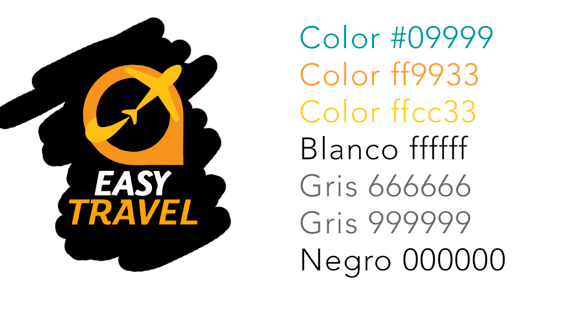 EASY
TRAVEL
Color #09999
Color ff9933
Color ffcc33
Blanco ffffff
Gris 666666
Gris 999999
Negro 000000